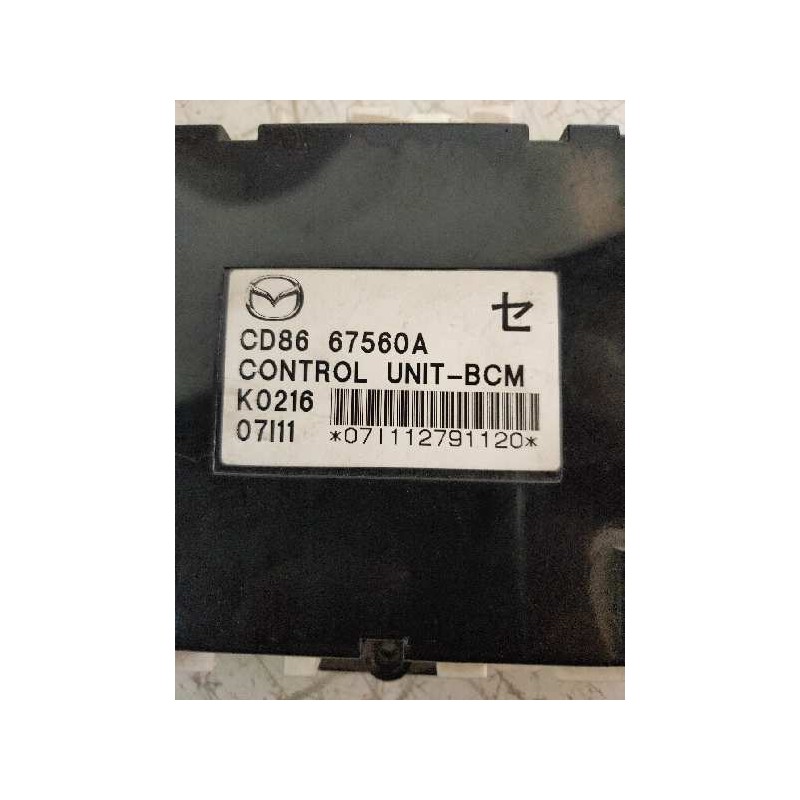 セ
CD86 67560A
CONTROL UNIT-BCM
K0216
07I11 *07I112791120*